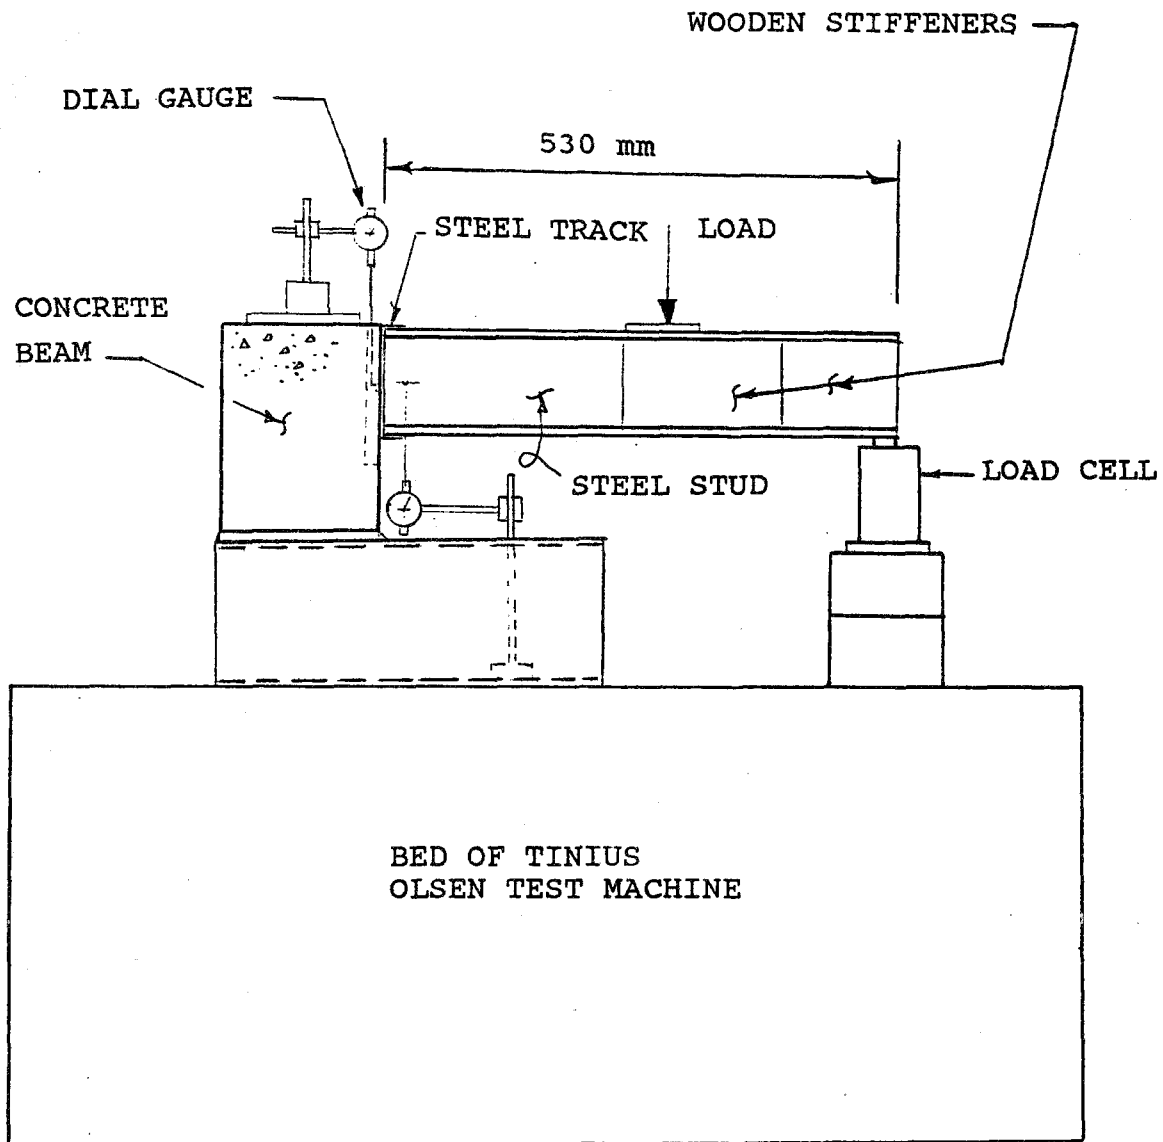 WOODEN STIFFENERS
DIAL GAUGE
530 mm
STEEL TRACK
LOAD
CONCRETE
BEAM
STEEL STUD
LOAD CELL
BED OF TINIUS
OLSEN TEST MACHINE